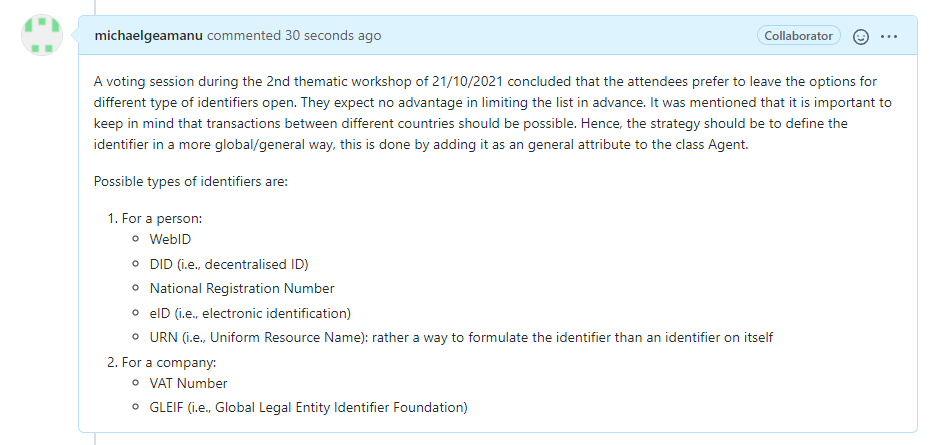 michaelgeamanu commented 30 seconds ago Collaborator
A voting session during the 2nd thematic workshop of 21/10/2021 concluded that the attendees prefer to leave the options for
different type of identifiers open. They expect no advantage in limiting the list in advance. It was mentioned that it is important to
keep in mind that transactions between different countries should be possible. Hence, the strategy should be to define the
identifier in a more global/general way, this is done by adding it as an general attribute to the class Agent.
Possible types of identifiers are:
1. For a person:
WebID
DID (i.e., decentralised ID)
National Registration Number
eID (i.e., electronic identification)
URN (i.e., Uniform Resource Name): rather a way to formulate the identifier than an identifier on itself
2. For a company:
VAT Number
GLEIF (i.e., Global Legal Entity Identifier Foundation)